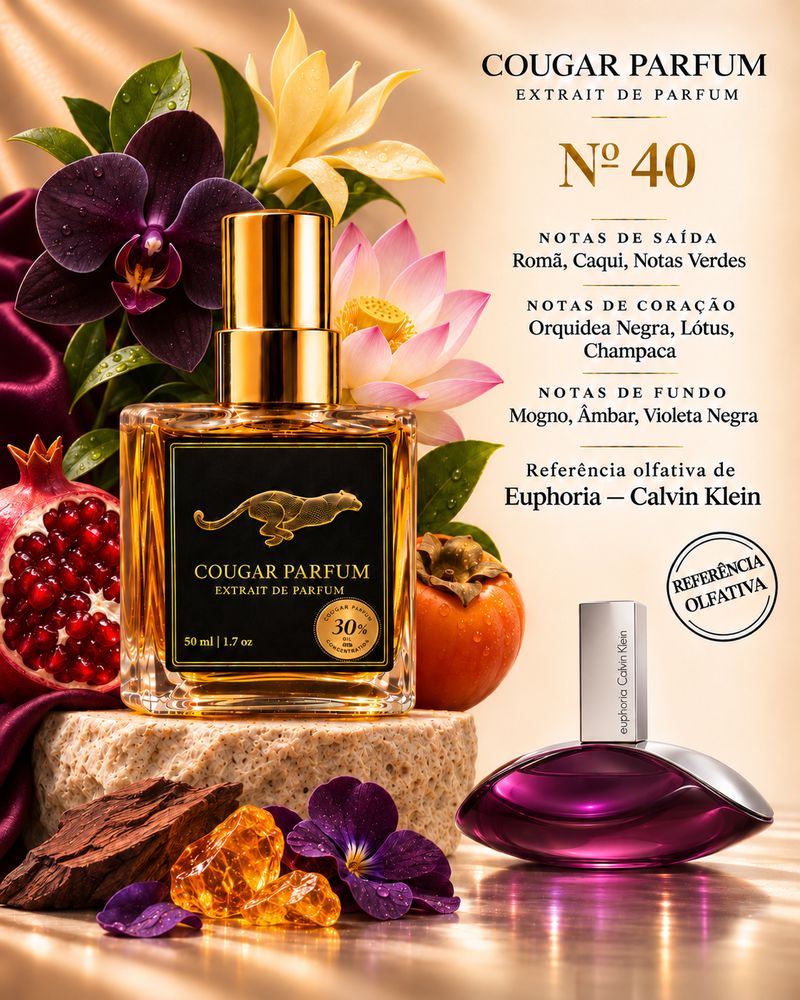 COUGAR PARFUM
EXTRAIT DE PARFUM
Nº 40
NOTAS DE SAÍDA
Romã, Caqui, Notas Verdes
NOTAS DE CORAÇÃO
Orquidea Negra, Lótus,
Champaca
NOTAS DE FUNDO
Mogno, Âmbar, Violeta Negra
Referência olfativa de
Euphoria — Calvin Klein
REFERÊNCIA
OLFATIVA
COUGAR PARFUM
EXTRAIT DE PARFUM
50 ml | 1.7 oz
COUGAR PARFUM
30%
OIL
CONCENTRATION
euphoria Calvin Klein